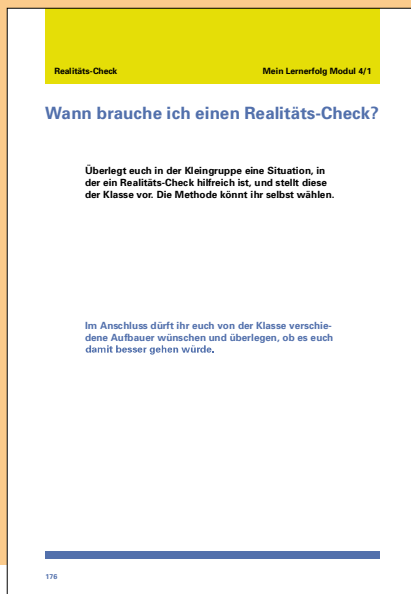 Realitäts-Check Mein Lernerfolg Modul 4/1
Wann brauche ich einen Realitäts-Check?
Überlegt euch in der Kleingruppe eine Situation, in
der ein Realitäts-Check hilfreich ist, und stellt diese
der Klasse vor. Die Methode könnt ihr selbst wählen.
Im Anschluss dürft ihr euch von der Klasse verschie-
dene Aufbauer wünschen und überlegen, ob es euch
damit besser gehen würde.
176